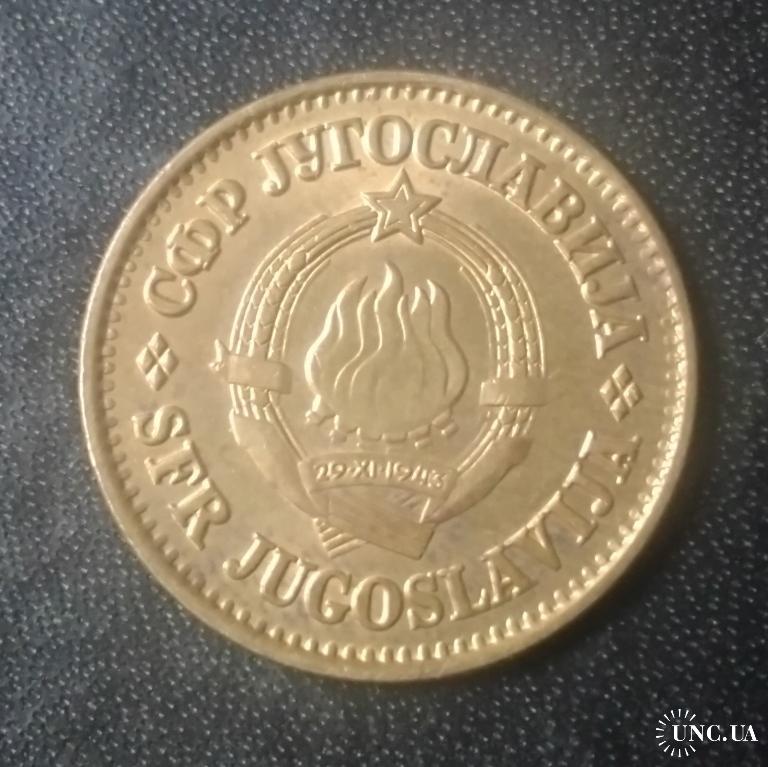 СФР ЈУГОСЛАВИЈА
29·XI·1943
SFR JUGOSLAVIJA
UNC.UA